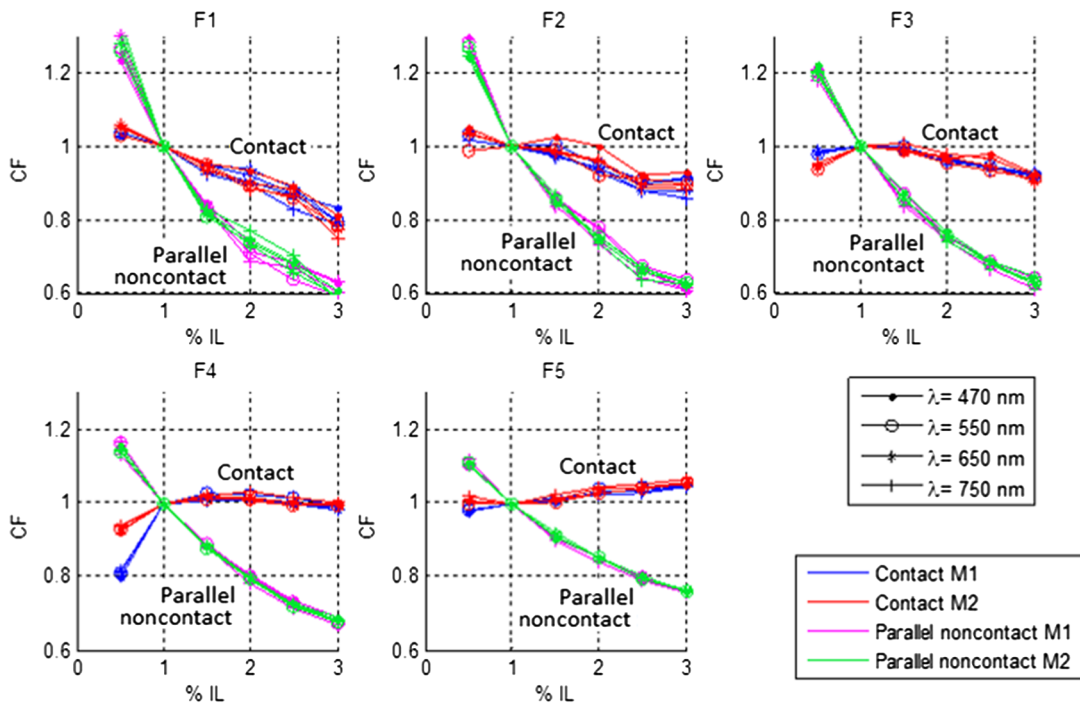 F1
CF
1.2
1
0.8
0.6
0
1
2
3
% IL
Contact
Parallel
noncontact
F2
CF
1.2
1
0.8
0.6
0
1
2
3
% IL
Contact
Parallel
noncontact
F3
CF
1.2
1
0.8
0.6
0
1
2
3
% IL
Contact
Parallel
noncontact
F4
CF
1.2
1
0.8
0.6
0
1
2
3
% IL
Contact
Parallel
noncontact
F5
CF
1.2
1
0.8
0.6
0
1
2
3
% IL
Contact
Parallel
noncontact
λ= 470 nm
λ= 550 nm
λ= 650 nm
λ= 750 nm
Contact M1
Contact M2
Parallel noncontact M1
Parallel noncontact M2